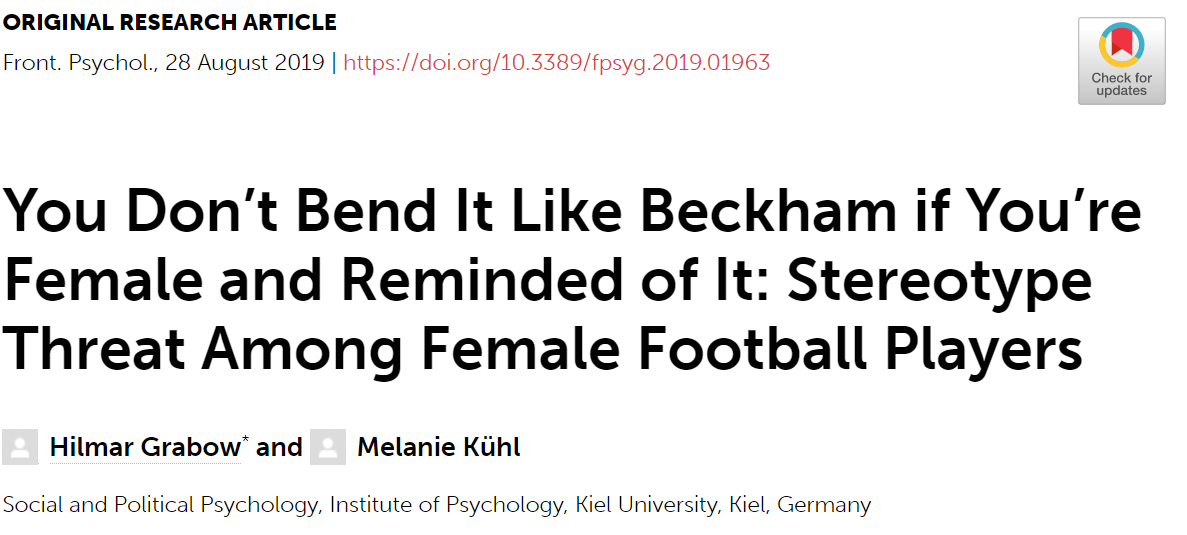 ORIGINAL RESEARCH ARTICLE
Front. Psychol., 28 August 2019 | https://doi.org/10.3389/fpsyg.2019.01963
Check for
updates
You Don’t Bend It Like Beckham if You’re
Female and Reminded of It: Stereotype
Threat Among Female Football Players
Hilmar Grabow* and Melanie Kühl
Social and Political Psychology, Institute of Psychology, Kiel University, Kiel, Germany